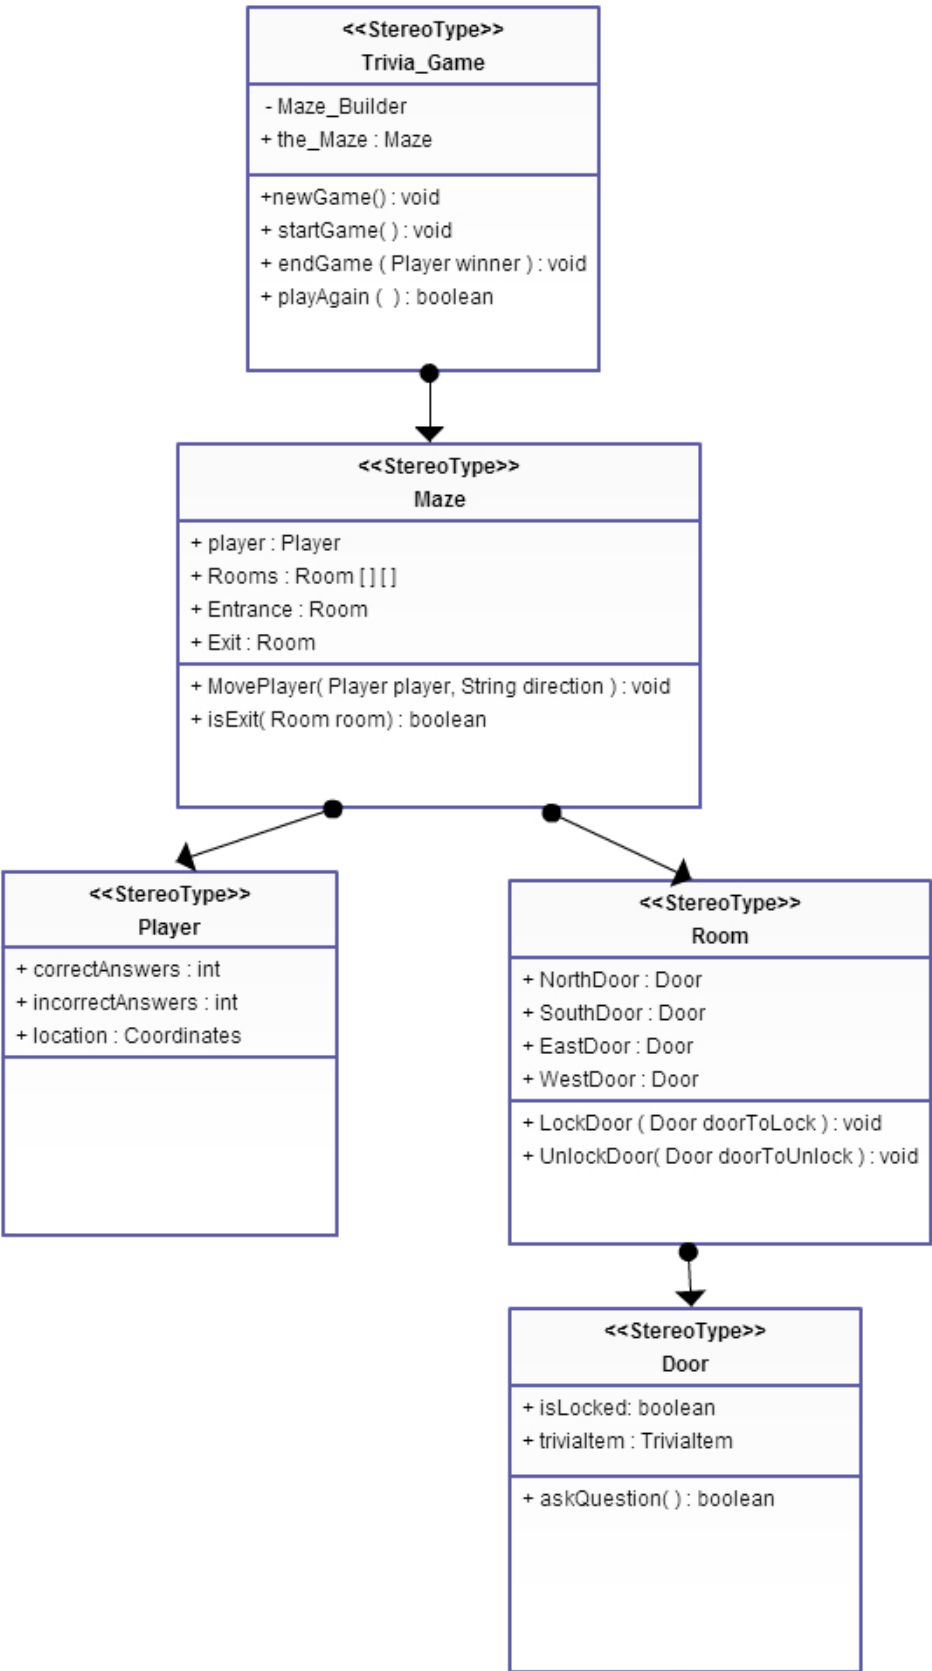 <<StereoType>>
Trivia_Game
- Maze_Builder
+ the_Maze : Maze
+newGame() : void
+ startGame( ) : void
+ endGame ( Player winner ) : void
+ playAgain ( ) : boolean
<<StereoType>>
Maze
+ player : Player
+ Rooms : Room [ ] [ ]
+ Entrance : Room
+ Exit : Room
+ MovePlayer( Player player, String direction ) : void
+ isExit( Room room) : boolean
<<StereoType>>
Player
+ correctAnswers : int
+ incorrectAnswers : int
+ location : Coordinates
<<StereoType>>
Room
+ NorthDoor : Door
+ SouthDoor : Door
+ EastDoor : Door
+ WestDoor : Door
+ LockDoor ( Door doorToLock ) : void
+ UnlockDoor( Door doorToUnlock ) : void
<<StereoType>>
Door
+ isLocked: boolean
+ triviaItem : TriviaItem
+ askQuestion( ) : boolean